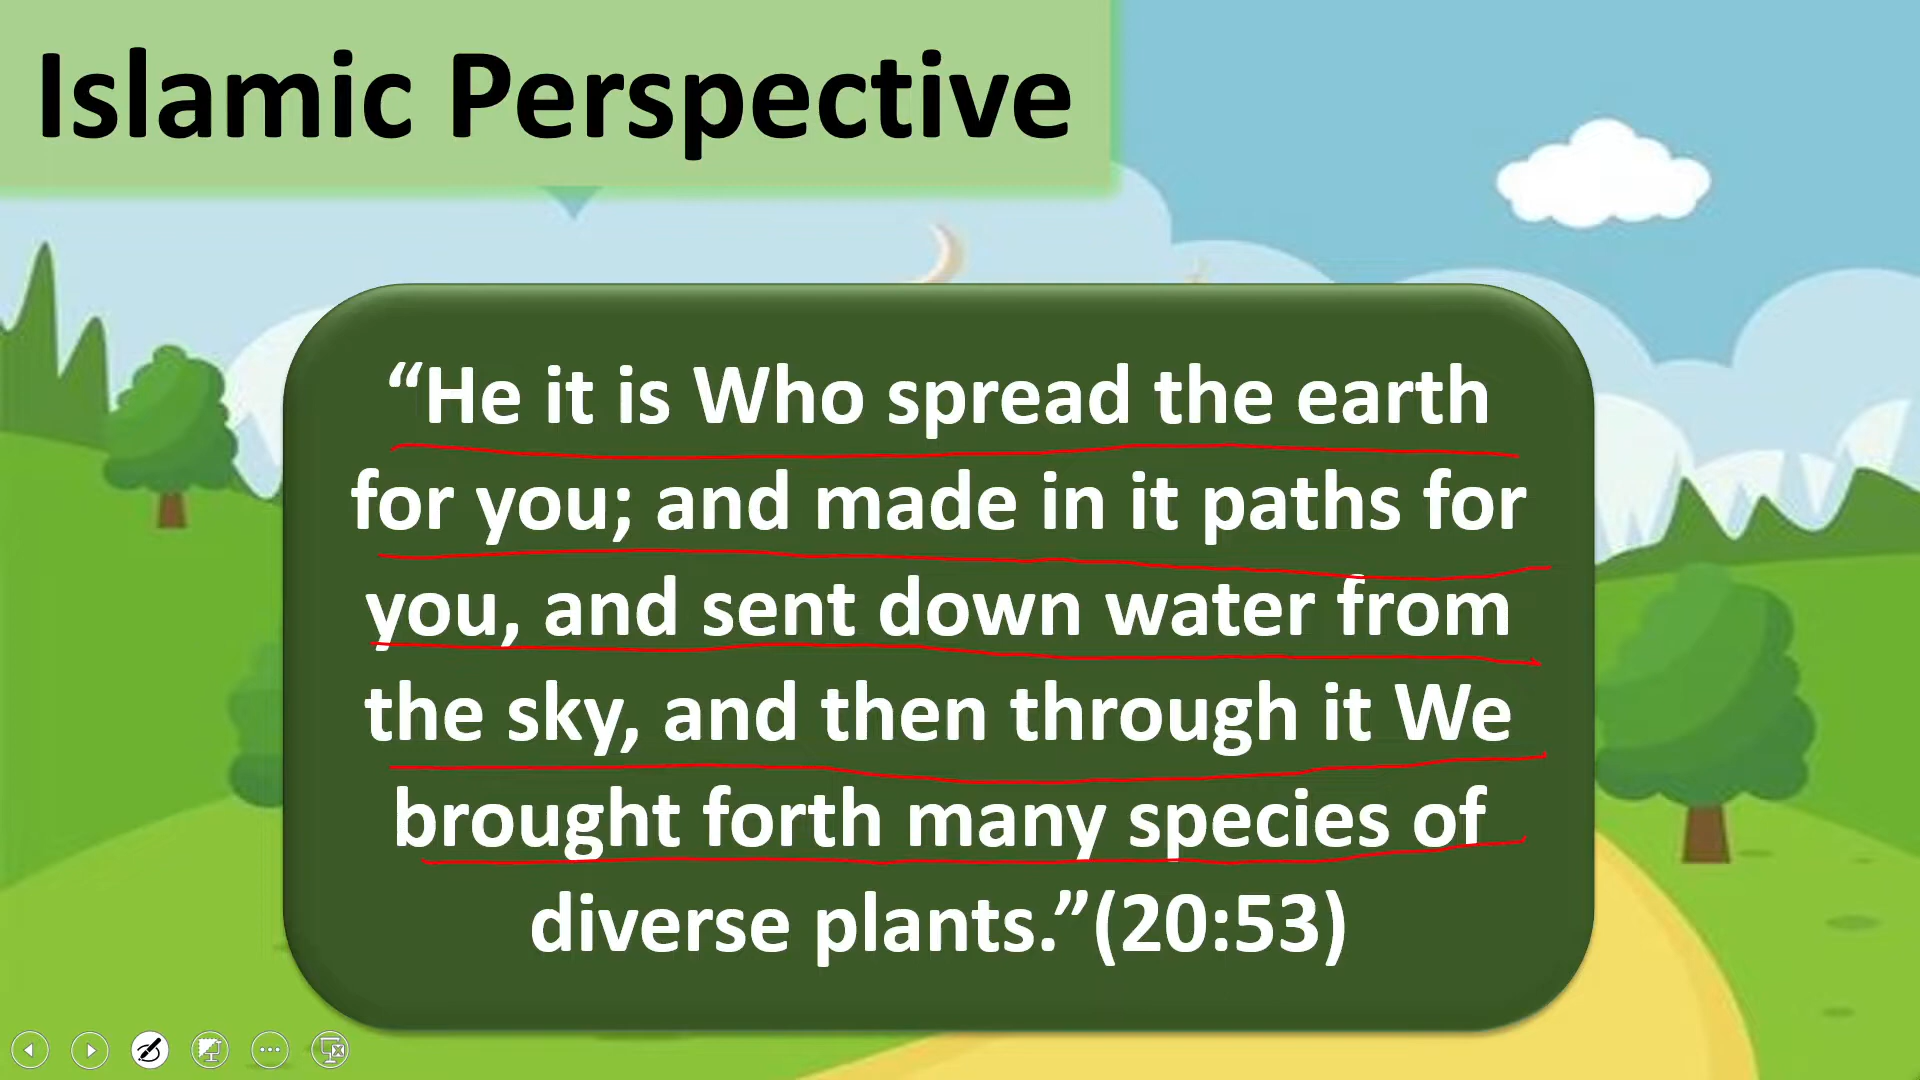 Islamic Perspective
“He it is Who spread the earth
for you; and made in it paths for
you, and sent down water from
the sky, and then through it We
brought forth many species of
diverse plants.”(20:53)